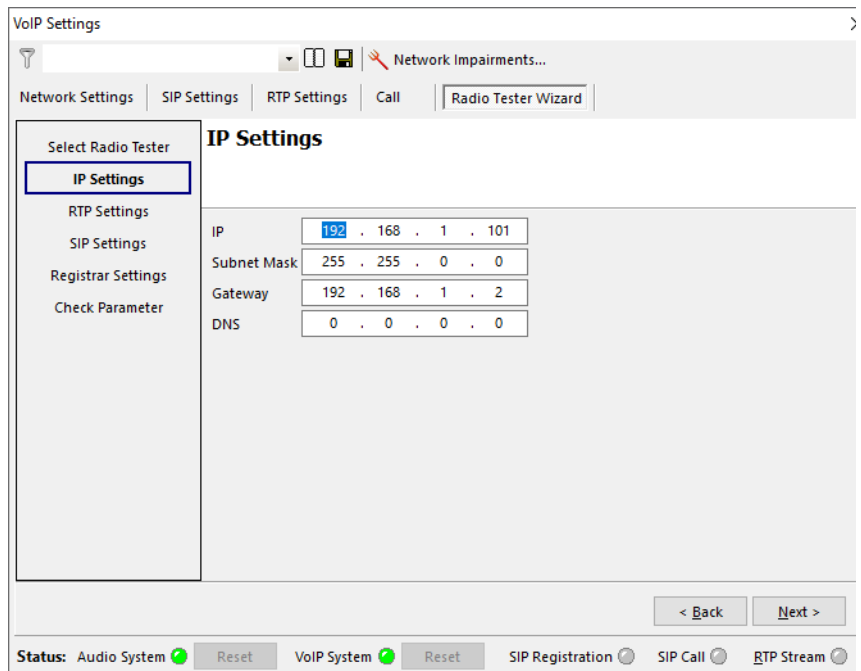 VoIP Settings
Network Impairments...
Network Settings SIP Settings RTP Settings Call Radio Tester Wizard
Select Radio Tester
IP Settings
RTP Settings
SIP Settings
Registrar Settings
Check Parameter
IP Settings
IP 192 . 168 . 1 . 101
Subnet Mask 255 . 255 . 0 . 0
Gateway 192 . 168 . 1 . 2
DNS 0 . 0 . 0 . 0
< Back Next >
Status: Audio System Reset VoIP System Reset SIP Registration SIP Call RTP Stream